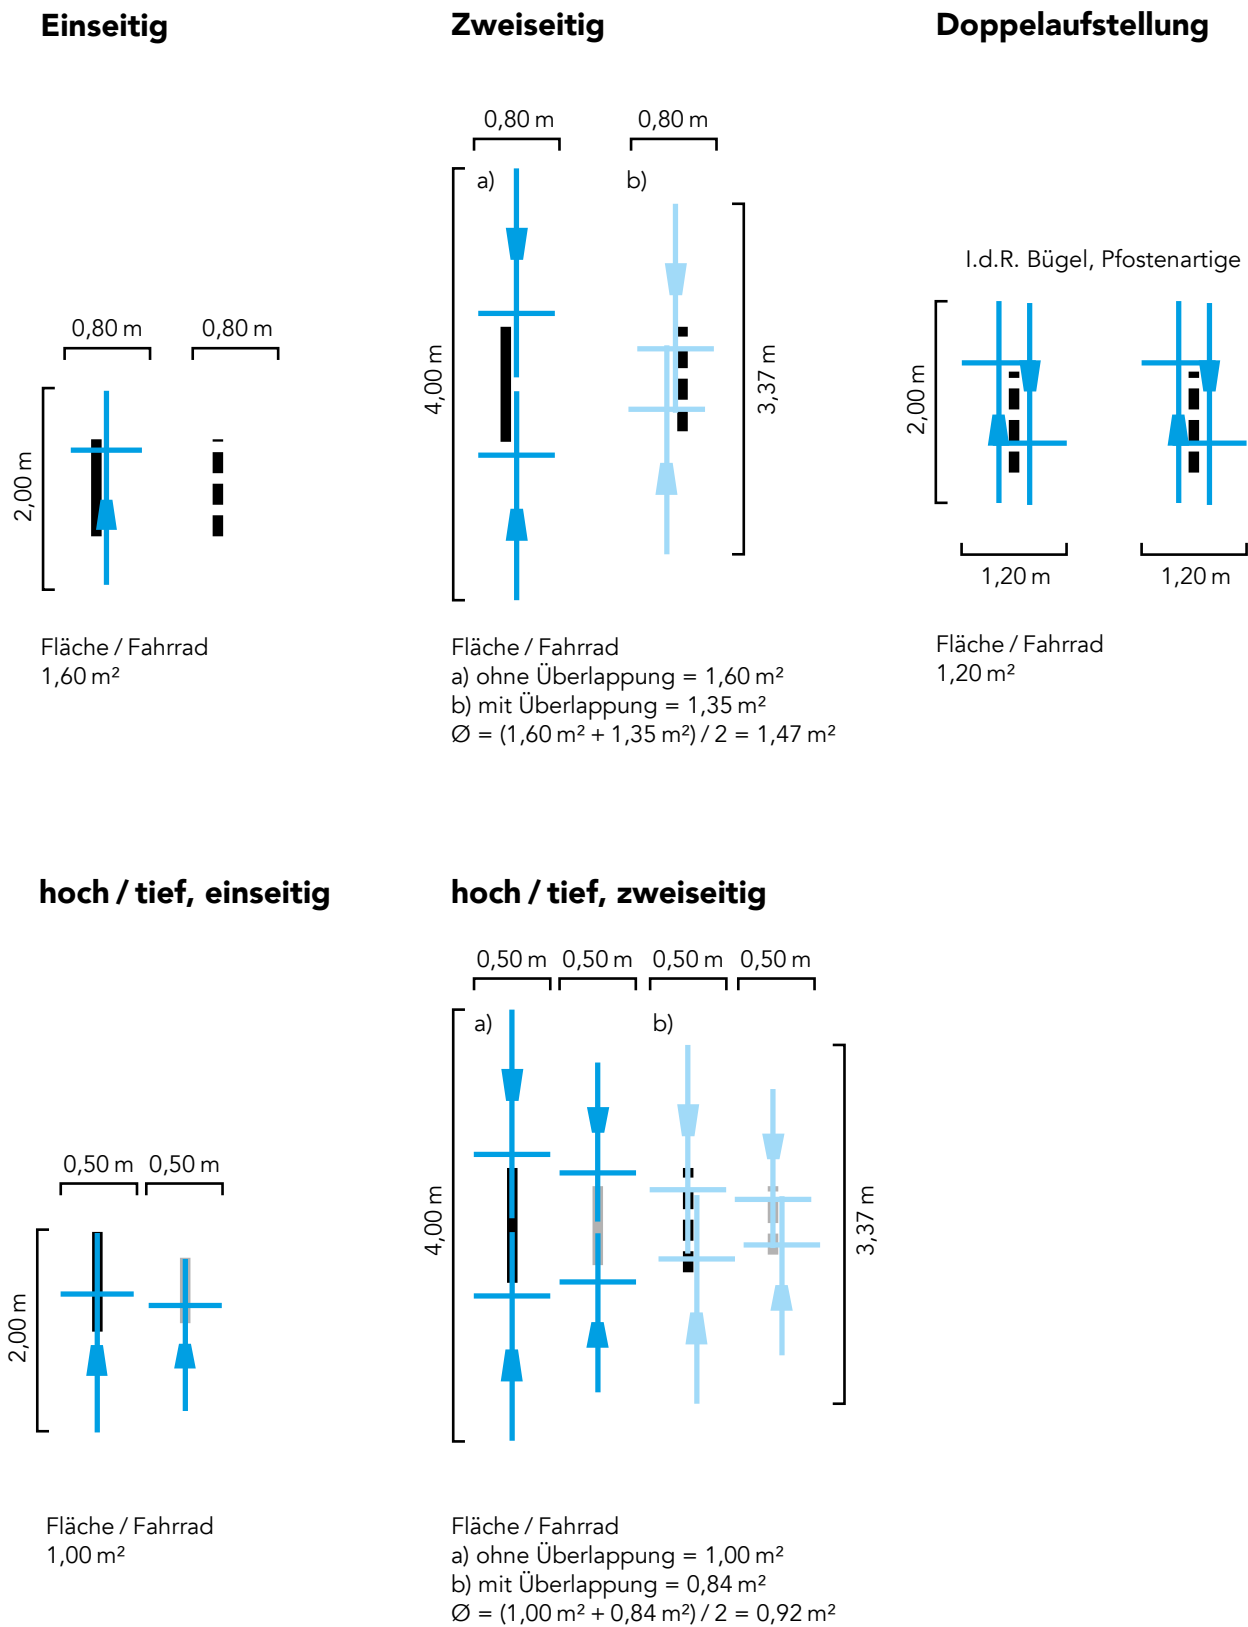 Einseitig
0,80 m
0,80 m
2,00 m
Fläche / Fahrrad
1,60 m²
Zweiseitig
0,80 m
0,80 m
a)
b)
4,00 m
3,37 m
Fläche / Fahrrad
a) ohne Überlappung = 1,60 m²
b) mit Überlappung = 1,35 m²
Ø = (1,60 m² + 1,35 m²) / 2 = 1,47 m²
Doppelaufstellung
I.d.R. Bügel, Pfostenartige
2,00 m
1,20 m
1,20 m
Fläche / Fahrrad
1,20 m²
hoch / tief, einseitig
0,50 m
0,50 m
2,00 m
Fläche / Fahrrad
1,00 m²
hoch / tief, zweiseitig
0,50 m
0,50 m
0,50 m
0,50 m
a)
b)
4,00 m
3,37 m
Fläche / Fahrrad
a) ohne Überlappung = 1,00 m²
b) mit Überlappung = 0,84 m²
Ø = (1,00 m² + 0,84 m²) / 2 = 0,92 m²